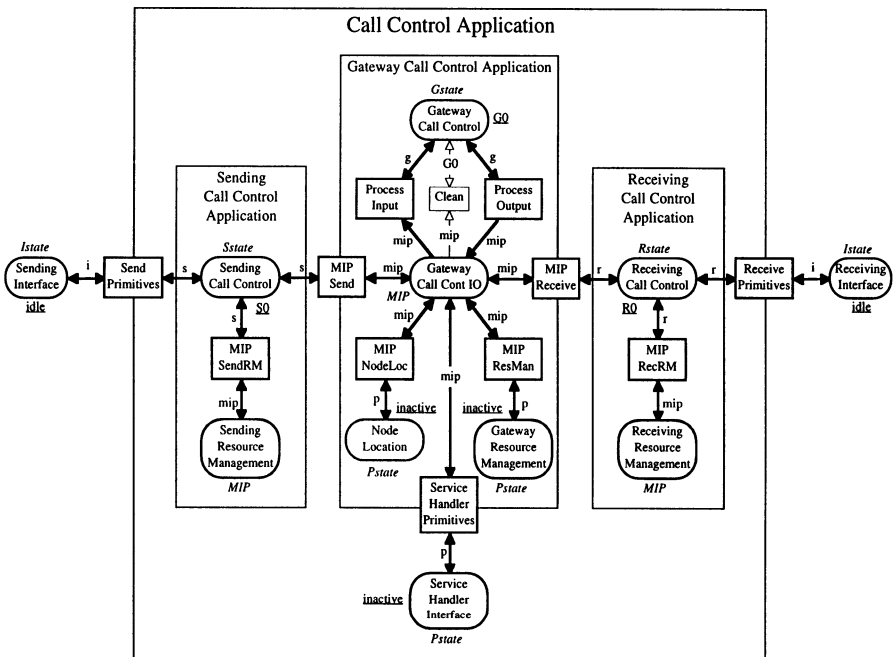 Call Control Application
Gateway Call Control Application
Gstate
Gateway
Call Control
G0
g
G0
g
Sending
Call Control
Application
Process
Input
Clean
Process
Output
Receiving
Call Control
Application
mip
mip
mip
Istate
Sstate
Rstate
Istate
Sending
Interface
i
Send
Primitives
s
Sending
Call Control
s
MIP
Send
mip
Gateway
Call Cont IO
mip
MIP
Receive
r
Receiving
Call Control
r
Receive
Primitives
i
Receiving
Interface
idle
S0
MIP
R0
idle
s
mip
mip
r
MIP
SendRM
MIP
NodeLoc
mip
MIP
ResMan
MIP
RecRM
mip
p
inactive
inactive
p
mip
Sending
Resource
Management
Node
Location
Gateway
Resource
Management
Receiving
Resource
Management
MIP
Pstate
Pstate
MIP
Service
Handler
Primitives
p
inactive
Service
Handler
Interface
Pstate